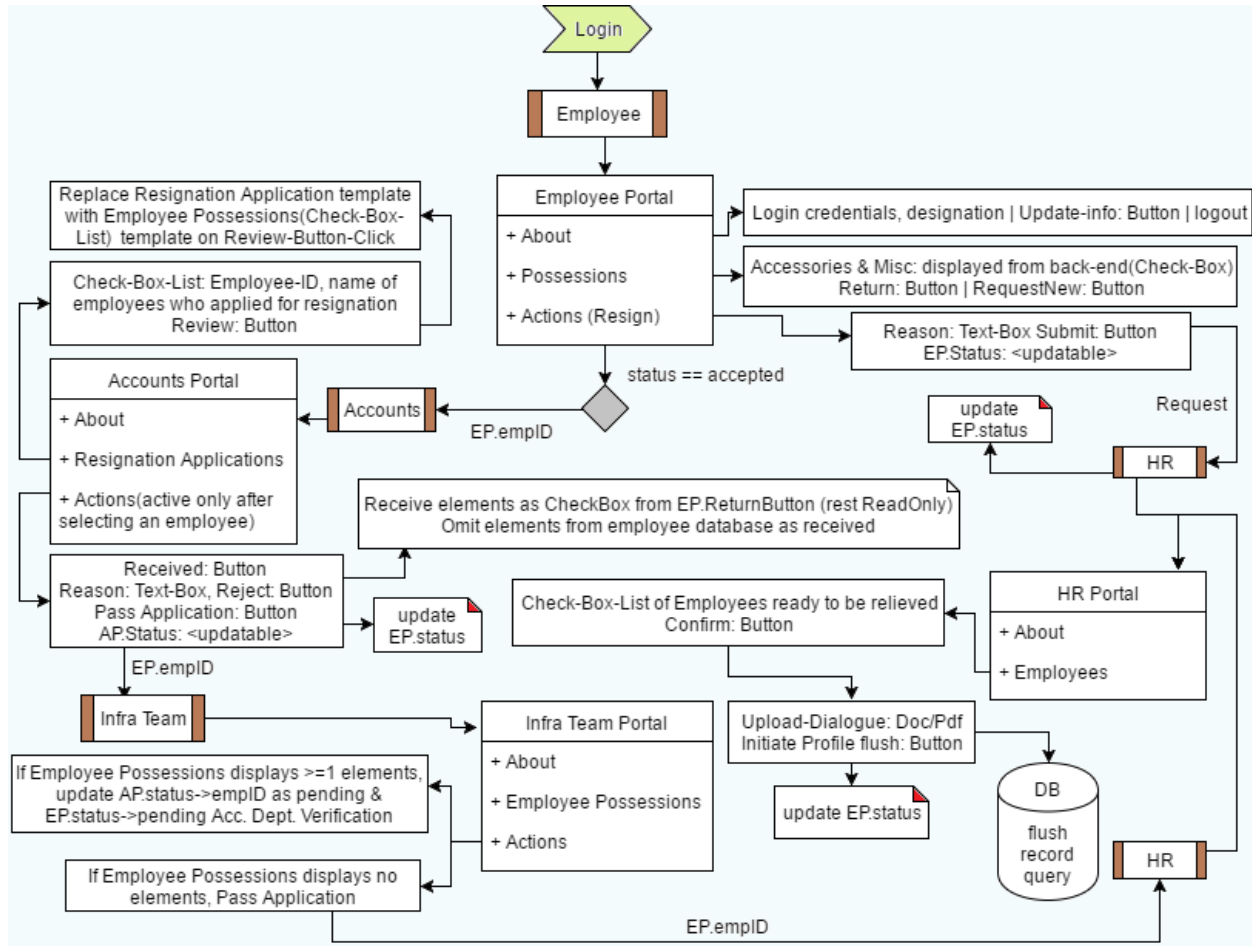 Login
Employee
Employee Portal
+ About
+ Possessions
+ Actions (Resign)
Login credentials, designation | Update-info: Button | logout
Accessories & Misc: displayed from back-end(Check-Box)
Return: Button | RequestNew: Button
Reason: Text-Box Submit: Button
EP.Status: <updatable>
Replace Resignation Application template
with Employee Possessions(Check-Box-
List) template on Review-Button-Click
Check-Box-List: Employee-ID, name of
employees who applied for resignation
Review: Button
status == accepted
Accounts Portal
+ About
+ Resignation Applications
+ Actions(active only after
selecting an employee)
Accounts
EP.empID
update
EP.status
Request
HR
Receive elements as CheckBox from EP.ReturnButton (rest ReadOnly)
Omit elements from employee database as received
Received: Button
Reason: Text-Box, Reject: Button
Pass Application: Button
AP.Status: <updatable>
update
EP.status
Check-Box-List of Employees ready to be relieved
Confirm: Button
HR Portal
+ About
+ Employees
EP.empID
Infra Team
Infra Team Portal
+ About
+ Employee Possessions
+ Actions
Upload-Dialogue: Doc/Pdf
Initiate Profile flush: Button
update EP.status
DB
flush
record
query
If Employee Possessions displays >=1 elements,
update AP.status->empID as pending &
EP.status->pending Acc. Dept. Verification
If Employee Possessions displays no
elements, Pass Application
HR
EP.empID